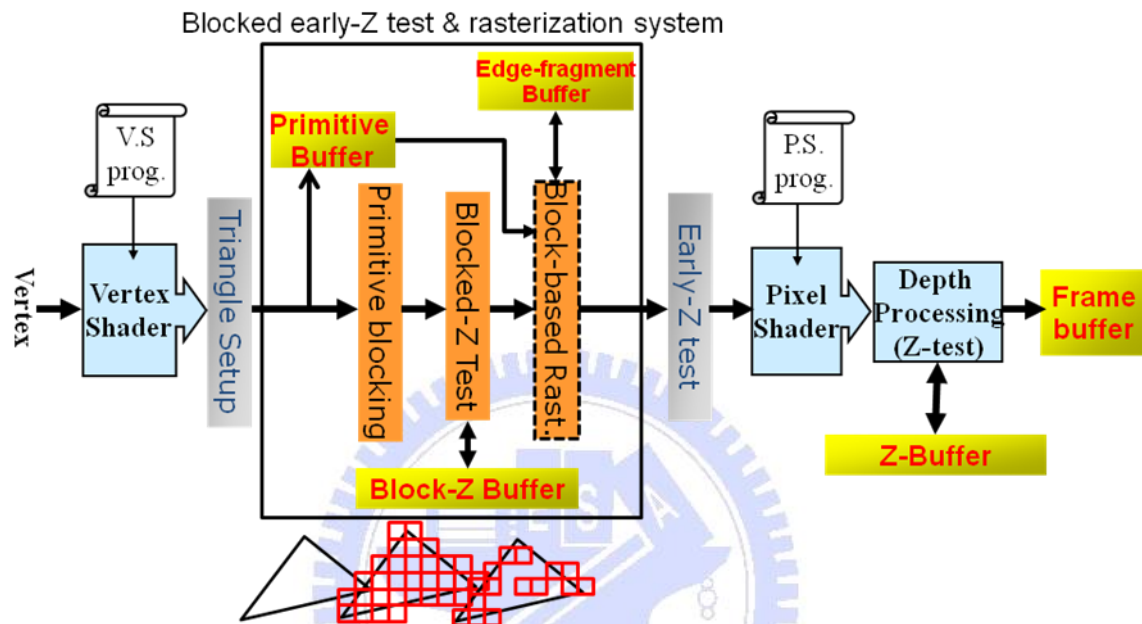 Blocked early-Z test & rasterization system
Edge-fragment
Buffer
V.S
prog.
Primitive
Buffer
P.S.
prog.
Vertex
Vertex
Shader
Triangle Setup
Primitive blocking
Blocked-Z Test
Block-based Rast.
Early-Z test
Pixel
Shader
Depth
Processing
(Z-test)
Frame
buffer
Block-Z Buffer
Z-Buffer